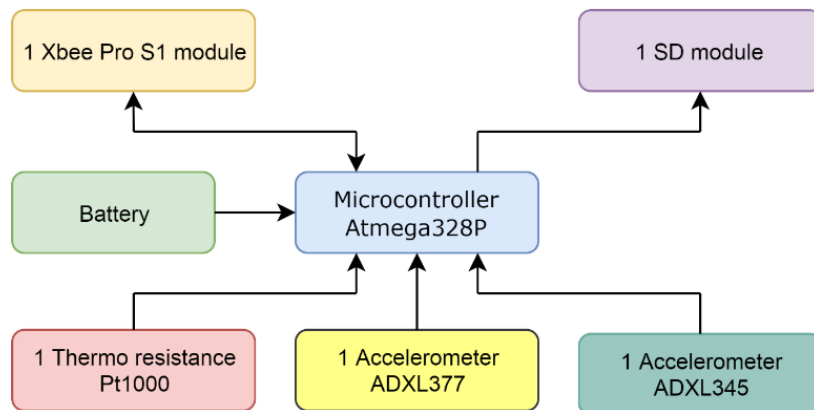 1 Xbee Pro S1 module
1 SD module
Battery
Microcontroller
Atmega328P
1 Thermo resistance
Pt1000
1 Accelerometer
ADXL377
1 Accelerometer
ADXL345